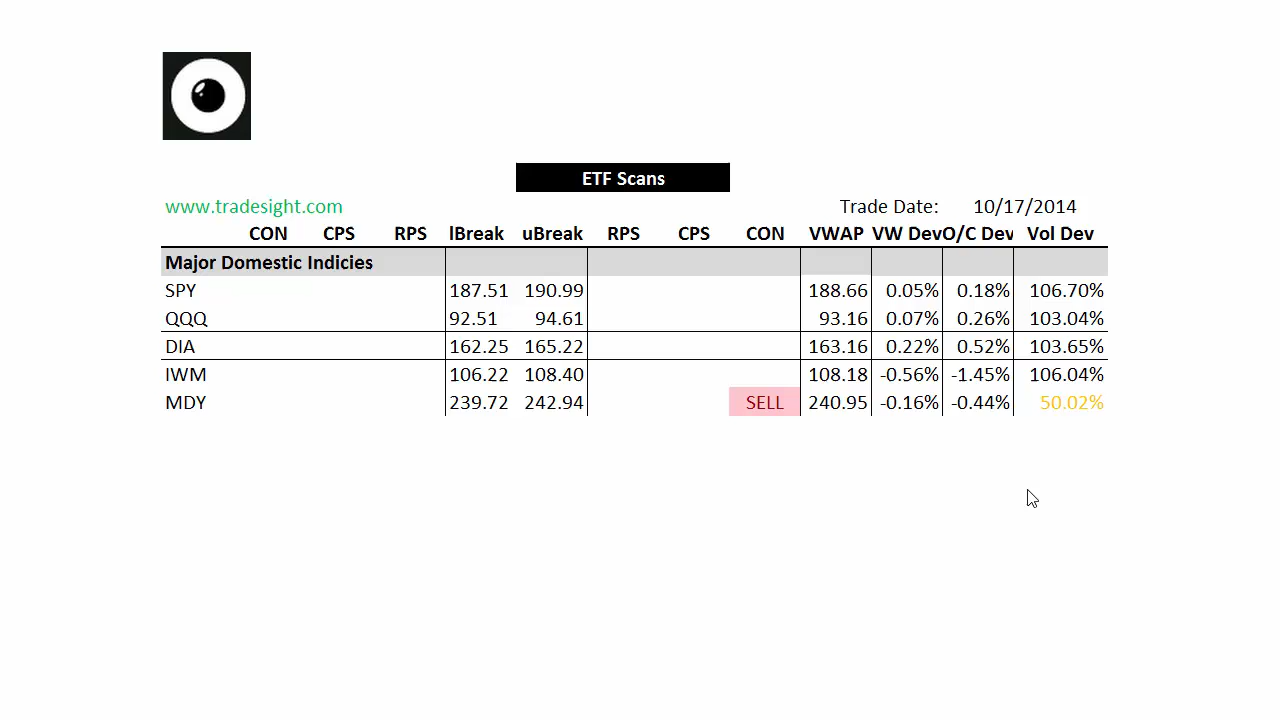 ETF Scans
www.tradesight.com Trade Date: 10/17/2014
CON CPS RPS lBreak uBreak RPS CPS CON VWAP VW Dev O/C Dev Vol Dev
Major Domestic Indicies
SPY 187.51 190.99 188.66 0.05% 0.18% 106.70%
QQQ 92.51 94.61 93.16 0.07% 0.26% 103.04%
DIA 162.25 165.22 163.16 0.22% 0.52% 103.65%
IWM 106.22 108.40 108.18 -0.56% -1.45% 106.04%
MDY 239.72 242.94 SELL 240.95 -0.16% -0.44% 50.02%